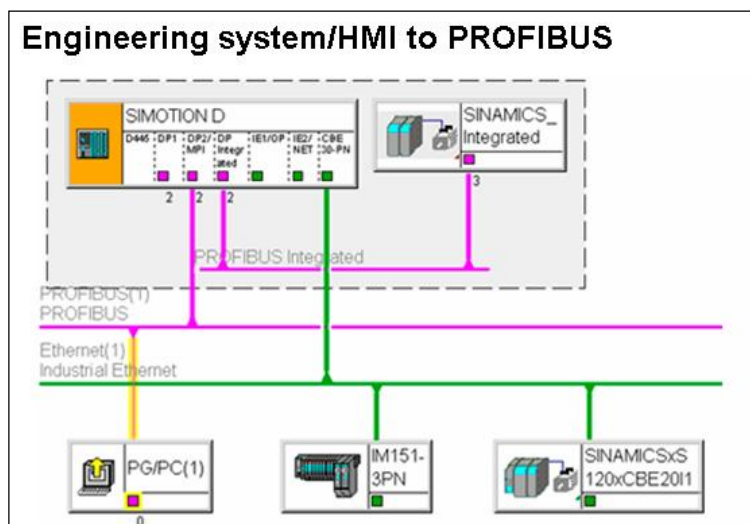 Engineering system/HMI to PROFIBUS
SIMOTION D
D445 DP1 DP2/ DP IE1/OP IE2/ CBE
MPI Integr NET 30-PN
ated
2 2 2
SINAMICS_
Integrated
3
PROFIBUS Integrated
PROFIBUS(1)
PROFIBUS
Ethernet(1)
Industrial Ethernet
PG/PC(1)
0
IM151-
3PN
SINAMICSxS
120xCBE20I1